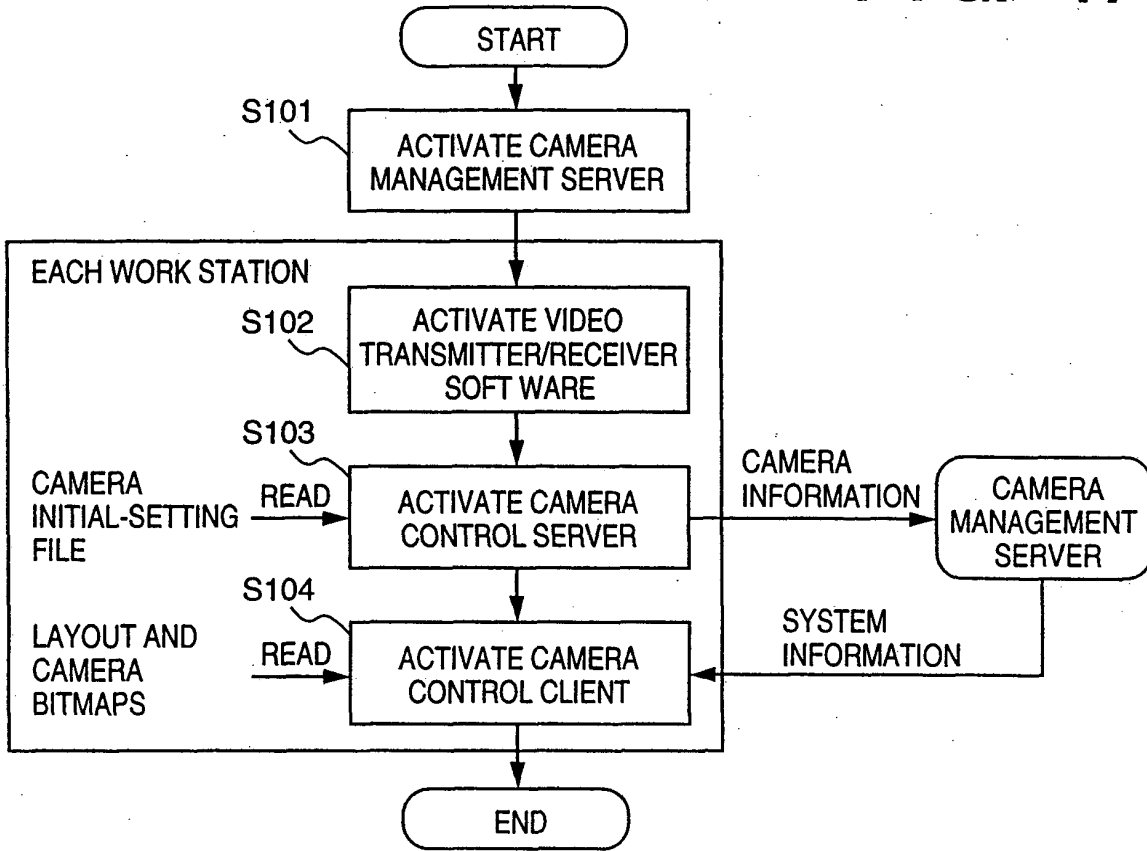 START
S101
ACTIVATE CAMERA
MANAGEMENT SERVER
EACH WORK STATION
S102
ACTIVATE VIDEO
TRANSMITTER/RECEIVER
SOFT WARE
S103
CAMERA
INITIAL-SETTING
FILE
READ
ACTIVATE CAMERA
CONTROL SERVER
CAMERA
INFORMATION
CAMERA
MANAGEMENT
SERVER
S104
LAYOUT AND
CAMERA
BITMAPS
READ
ACTIVATE CAMERA
CONTROL CLIENT
SYSTEM
INFORMATION
END